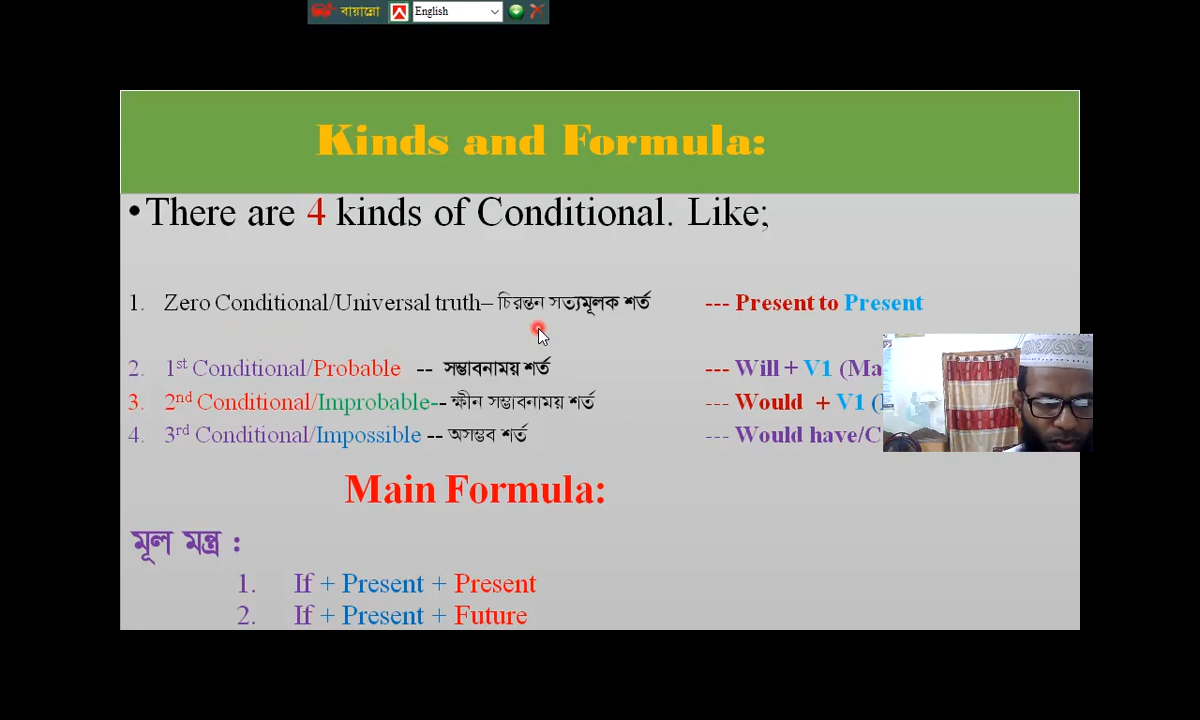 বায়ান্নো English
Kinds and Formula:
•There are 4 kinds of Conditional. Like;
1. Zero Conditional/Universal truth– চিরন্তন সত্যমূলক শর্ত --- Present to Present
2. 1st Conditional/Probable -- সম্ভাবনাময় শর্ত --- Will + V1 (Ma
3. 2nd Conditional/Improbable-- ক্ষীন সম্ভাবনাময় শর্ত --- Would + V1 (
4. 3rd Conditional/Impossible -- অসম্ভব শর্ত --- Would have/C
Main Formula:
মূল মন্ত্র :
1. If + Present + Present
2. If + Present + Future